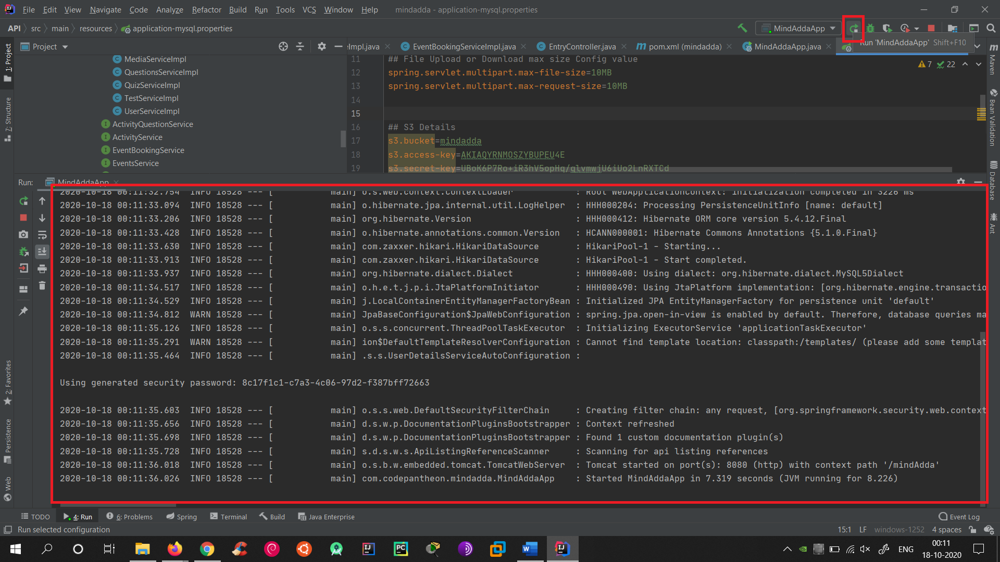 File Edit View Navigate Code Analyze Refactor Build Run Tools VCS Window Help mindadda - application-mysql.properties
API src main resources application-mysql.properties MindAddaApp
Project eImpl.java EventBookingServiceImpl.java EntryController.java pom.xml (mindadda) MindAddaApp.java Run 'MindAddaApp' Shift+F10
1: Project
7: Structure
2: Favorites
Persistence
Web
Maven
Bean Validation
Database
Ant
MediaServiceImpl
QuestionsServiceImpl
QuizServiceImpl
TestServiceImpl
UserServiceImpl
ActivityQuestionService
ActivityService
EventBookingService
EventsService
7 22
11 ## File Upload or Download max size Config value
12 spring.servlet.multipart.max-file-size=10MB
13 spring.servlet.multipart.max-request-size=10MB
14
15
16 ## S3 Details
17 s3.bucket=mindadda
18 s3.access-key=AKIAQYRNMOSZYBUPEU4E
19 s3.secret-key=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
Run: MindAddaApp
2020-10-18 00:11:32.754 INFO 18528 --- [ main] o.s.web.context.ContextLoader : Root WebApplicationContext: initialization completed in 3226 ms
2020-10-18 00:11:33.094 INFO 18528 --- [ main] o.hibernate.jpa.internal.util.LogHelper : HHH000204: Processing PersistenceUnitInfo [name: default]
2020-10-18 00:11:33.206 INFO 18528 --- [ main] org.hibernate.Version : HHH000412: Hibernate ORM core version 5.4.12.Final
2020-10-18 00:11:33.428 INFO 18528 --- [ main] o.hibernate.annotations.common.Version : HCANN000001: Hibernate Commons Annotations {5.1.0.Final}
2020-10-18 00:11:33.630 INFO 18528 --- [ main] com.zaxxer.hikari.HikariDataSource : HikariPool-1 - Starting...
2020-10-18 00:11:33.913 INFO 18528 --- [ main] com.zaxxer.hikari.HikariDataSource : HikariPool-1 - Start completed.
2020-10-18 00:11:33.937 INFO 18528 --- [ main] org.hibernate.dialect.Dialect : HHH000400: Using dialect: org.hibernate.dialect.MySQL5Dialect
2020-10-18 00:11:34.517 INFO 18528 --- [ main] o.h.e.t.j.p.i.JtaPlatformInitiator : HHH000490: Using JtaPlatform implementation: [org.hibernate.engine.transactio
2020-10-18 00:11:34.529 INFO 18528 --- [ main] j.LocalContainerEntityManagerFactoryBean : Initialized JPA EntityManagerFactory for persistence unit 'default'
2020-10-18 00:11:34.812 WARN 18528 --- [ main] JpaBaseConfiguration$JpaWebConfiguration : spring.jpa.open-in-view is enabled by default. Therefore, database queries ma
2020-10-18 00:11:35.126 INFO 18528 --- [ main] o.s.s.concurrent.ThreadPoolTaskExecutor : Initializing ExecutorService 'applicationTaskExecutor'
2020-10-18 00:11:35.291 WARN 18528 --- [ main] ion$DefaultTemplateResolverConfiguration : Cannot find template location: classpath:/templates/ (please add some templat
2020-10-18 00:11:35.464 INFO 18528 --- [ main] .s.s.UserDetailsServiceAutoConfiguration :
Using generated security password: 8c17f1c1-c7a3-4c06-97d2-f387bff72663
2020-10-18 00:11:35.603 INFO 18528 --- [ main] o.s.s.web.DefaultSecurityFilterChain : Creating filter chain: any request, [org.springframework.security.web.context
2020-10-18 00:11:35.656 INFO 18528 --- [ main] d.s.w.p.DocumentationPluginsBootstrapper : Context refreshed
2020-10-18 00:11:35.698 INFO 18528 --- [ main] d.s.w.p.DocumentationPluginsBootstrapper : Found 1 custom documentation plugin(s)
2020-10-18 00:11:35.728 INFO 18528 --- [ main] s.d.s.w.s.ApiListingReferenceScanner : Scanning for api listing references
2020-10-18 00:11:36.018 INFO 18528 --- [ main] o.s.b.w.embedded.tomcat.TomcatWebServer : Tomcat started on port(s): 8080 (http) with context path '/mindAdda'
2020-10-18 00:11:36.026 INFO 18528 --- [ main] com.codepantheon.mindadda.MindAddaApp : Started MindAddaApp in 7.319 seconds (JVM running for 8.226)
TODO 4: Run 6: Problems Spring Terminal Build Java Enterprise Event Log
Run selected configuration 15:1 LF windows-1252 4 spaces
ENG 00:11
18-10-2020